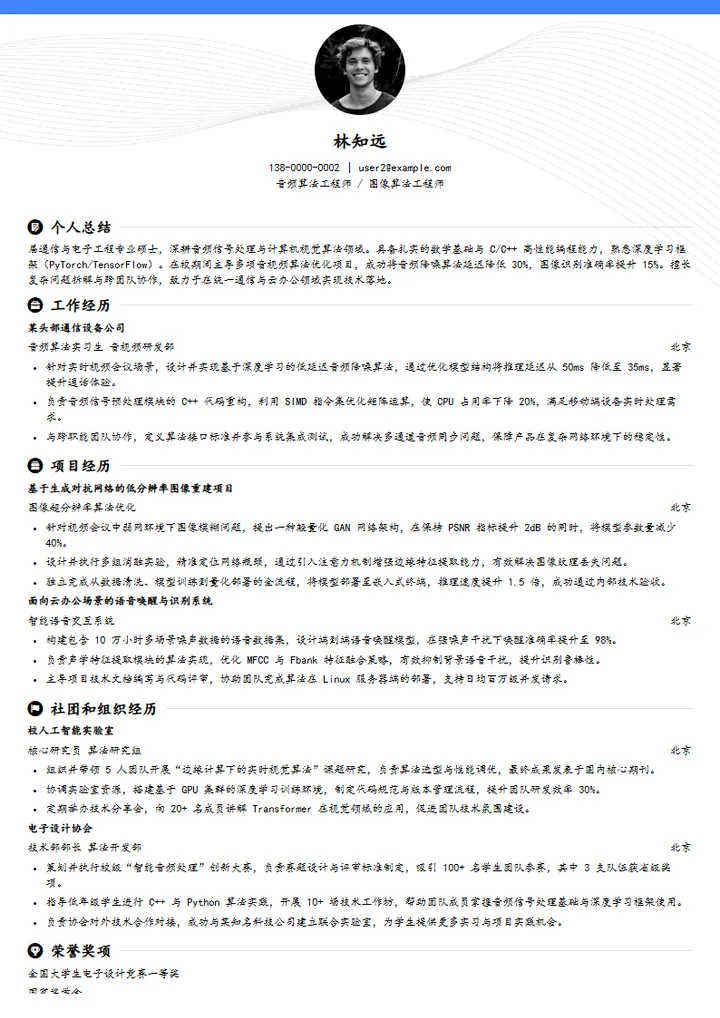 林知远
138-0000-0002 | user2@example.com
音频算法工程师 / 图像算法工程师
个人总结
居通信与电子工程专业硕士，深耕音频信号处理与计算机视觉算法领域。具备扎实的数学基础与 C/C++ 高性能编程能力，熟悉深度学习框
架（PyTorch/TensorFlow）。在校期间主导多项音视频算法优化项目，成功将音频降噪算法延迟降低 30%，图像识别准确率提升 15%。擅长
复杂问题拆解与跨团队协作，致力于在统一通信与云办公领域实现技术落地。
工作经历
某头部通信设备公司
音频算法实习生 音视频研发部 北京
• 针对实时视频会议场景，设计并实现基于深度学习的低延迟音频降噪算法，通过优化模型结构将推理延迟从 50ms 降低至 35ms，显著
提升通话体验。
• 负责音频信号预处理模块的 C++ 代码重构，利用 SIMD 指令集优化矩阵运算，使 CPU 占用率下降 20%，满足移动端设备实时处理需
求。
• 与跨职能团队协作，定义算法接口标准并参与系统集成测试，成功解决多通道音频同步问题，保障产品在复杂网络环境下的稳定性。
项目经历
基于生成对抗网络的低分辨率图像重建项目
图像超分辨率算法优化 北京
• 针对视频会议中弱网环境下图像模糊问题，提出一种轻量化 GAN 网络架构，在保持 PSNR 指标提升 2dB 的同时，将模型参数量减少
40%。
• 设计并执行多组消融实验，精准定位网络瓶颈，通过引入注意力机制增强边缘特征提取能力，有效解决图像纹理丢失问题。
• 独立完成从数据清洗、模型训练到量化部署的全流程，将模型部署至嵌入式终端，推理速度提升 1.5 倍，成功通过内部技术验收。
面向云办公场景的语音唤醒与识别系统
智能语音交互系统 北京
• 构建包含 10 万小时多场景噪声数据的语音数据集，设计端到端语音唤醒模型，在强噪声干扰下唤醒准确率提升至 98%。
• 负责声学特征提取模块的算法实现，优化 MFCC 与 Fbank 特征融合策略，有效抑制背景语音干扰，提升识别鲁棒性。
• 主导项目技术文档编写与代码评审，协助团队完成算法在 Linux 服务器端的部署，支持日均百万级并发请求。
社团和组织经历
校人工智能实验室
核心研究员 算法研究组 北京
• 组织并带领 5 人团队开展“边缘计算下的实时视觉算法”课题研究，负责算法选型与性能调优，最终成果发表于国内核心期刊。
• 协调实验室资源，搭建基于 GPU 集群的深度学习训练环境，制定代码规范与版本管理流程，提升团队研发效率 30%。
• 定期举办技术分享会，向 20+ 名成员讲解 Transformer 在视觉领域的应用，促进团队技术氛围建设。
电子设计协会
技术部部长 算法开发部 北京
• 策划并执行校级“智能音频处理”创新大赛，负责赛题设计与评审标准制定，吸引 100+ 名学生团队参赛，其中 3 支队伍获省级奖
项。
• 指导低年级学生进行 C++ 与 Python 算法实践，开展 10+ 场技术工作坊，帮助团队成员掌握音频信号处理基础与深度学习框架使用。
• 负责协会对外技术合作对接，成功与某知名科技公司建立联合实验室，为学生提供更多实习与项目实践机会。
荣誉奖项
全国大学生电子设计竞赛一等奖
国家奖学金